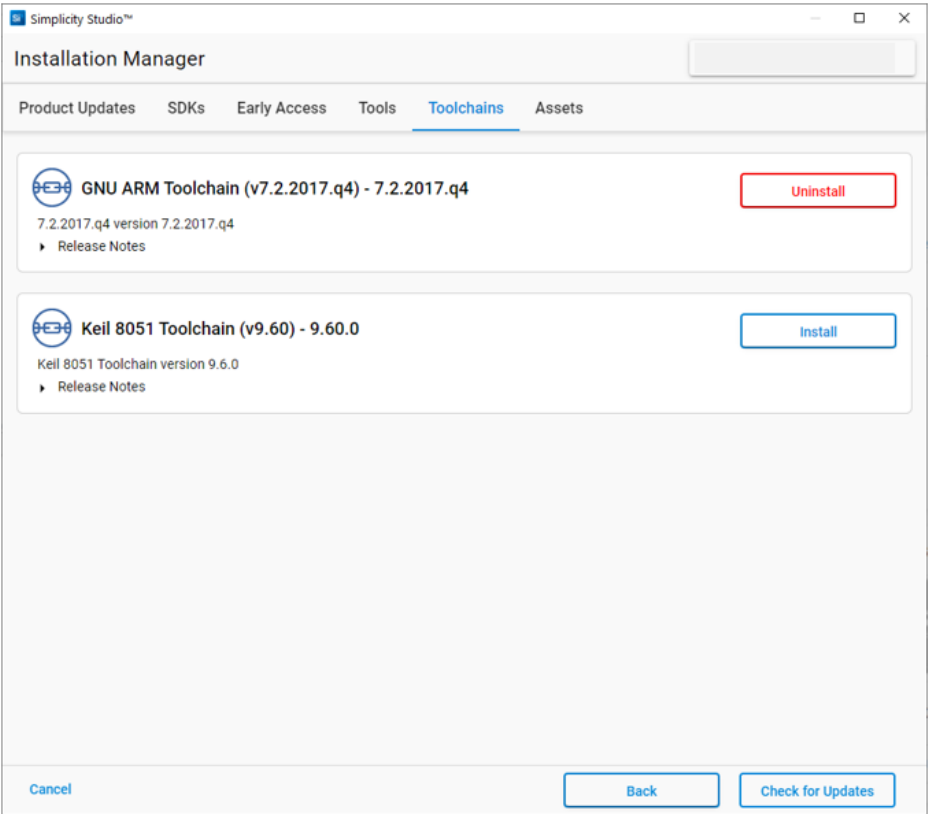 Si Simplicity Studio™
Installation Manager
Product Updates SDKs Early Access Tools Toolchains Assets
GNU ARM Toolchain (v7.2.2017.q4) - 7.2.2017.q4
Uninstall
7.2.2017.q4 version 7.2.2017.q4
Release Notes
Keil 8051 Toolchain (v9.60) - 9.60.0
Install
Keil 8051 Toolchain version 9.6.0
Release Notes
Cancel Back Check for Updates